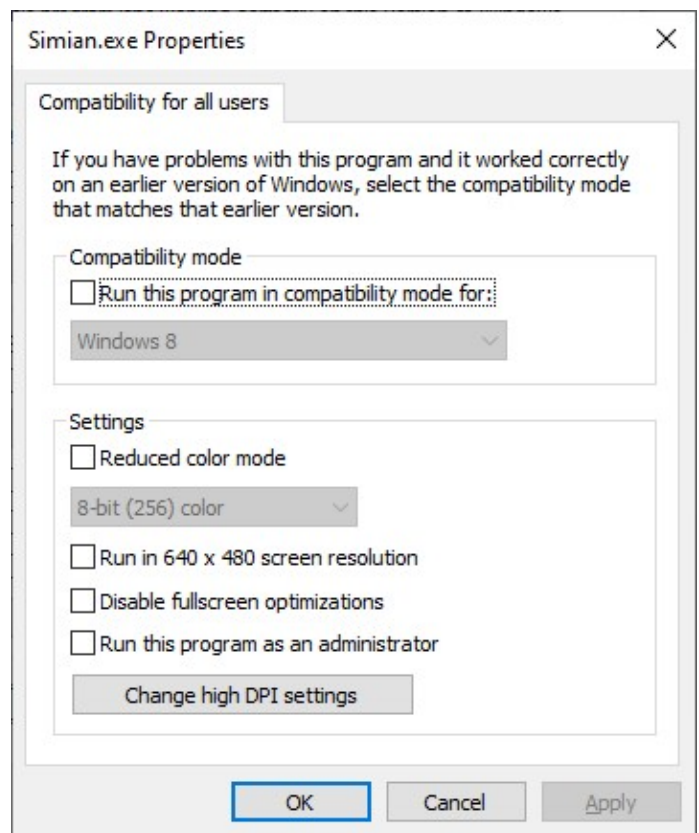 Simian.exe Properties
Compatibility for all users
If you have problems with this program and it worked correctly
on an earlier version of Windows, select the compatibility mode
that matches that earlier version.
Compatibility mode
Run this program in compatibility mode for:
Windows 8
Settings
Reduced color mode
8-bit (256) color
Run in 640 x 480 screen resolution
Disable fullscreen optimizations
Run this program as an administrator
Change high DPI settings
OK Cancel Apply